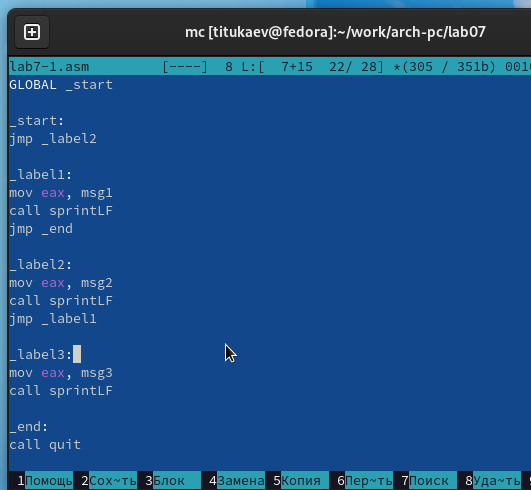 mc [titukaev@fedora]:~/work/arch-pc/lab07
lab7-1.asm [----] 8 L:[ 7+15 22/ 28] *(305 / 351b) 001
GLOBAL _start
_start:
jmp _label2
_label1:
mov eax, msg1
call sprintLF
jmp _end
_label2:
mov eax, msg2
call sprintLF
jmp _label1
_label3:
mov eax, msg3
call sprintLF
_end:
call quit
1Помощь 2Сох~ть 3Блок 4Замена 5Копия 6Пер~ть 7Поиск 8Уда~ть